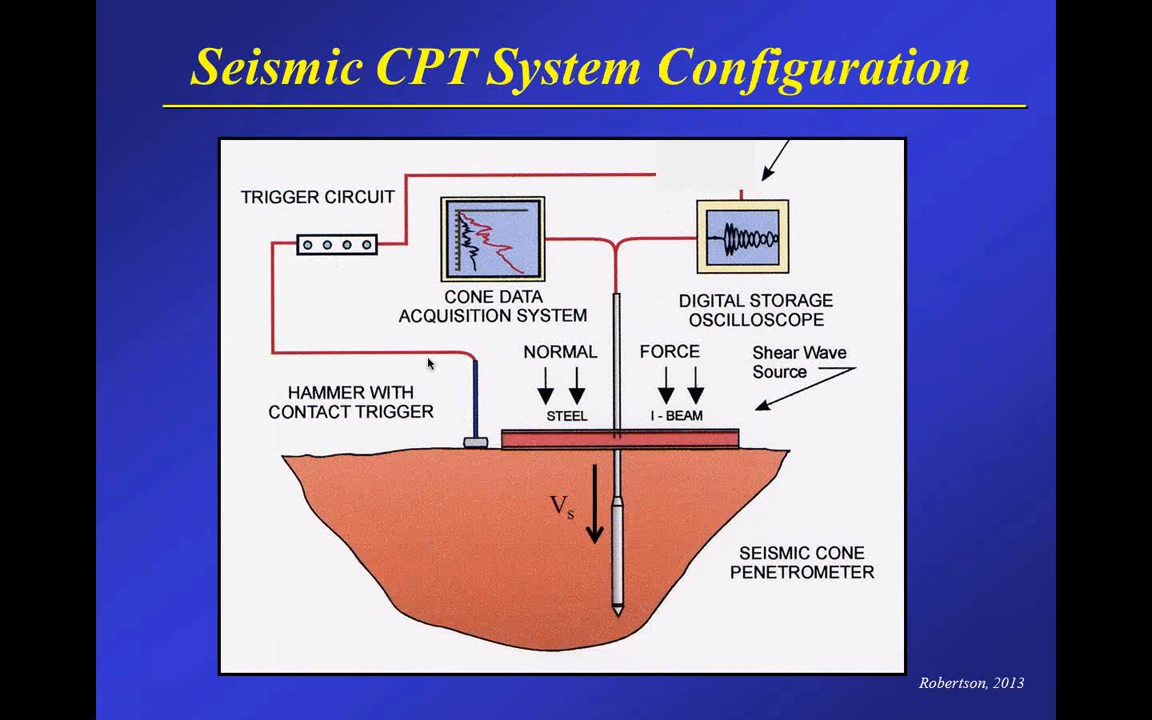 Seismic CPT System Configuration
TRIGGER CIRCUIT
CONE DATA
ACQUISITION SYSTEM
DIGITAL STORAGE
OSCILLOSCOPE
NORMAL
FORCE
Shear Wave
Source
HAMMER WITH
CONTACT TRIGGER
STEEL
I - BEAM
Vs
SEISMIC CONE
PENETROMETER
Robertson, 2013